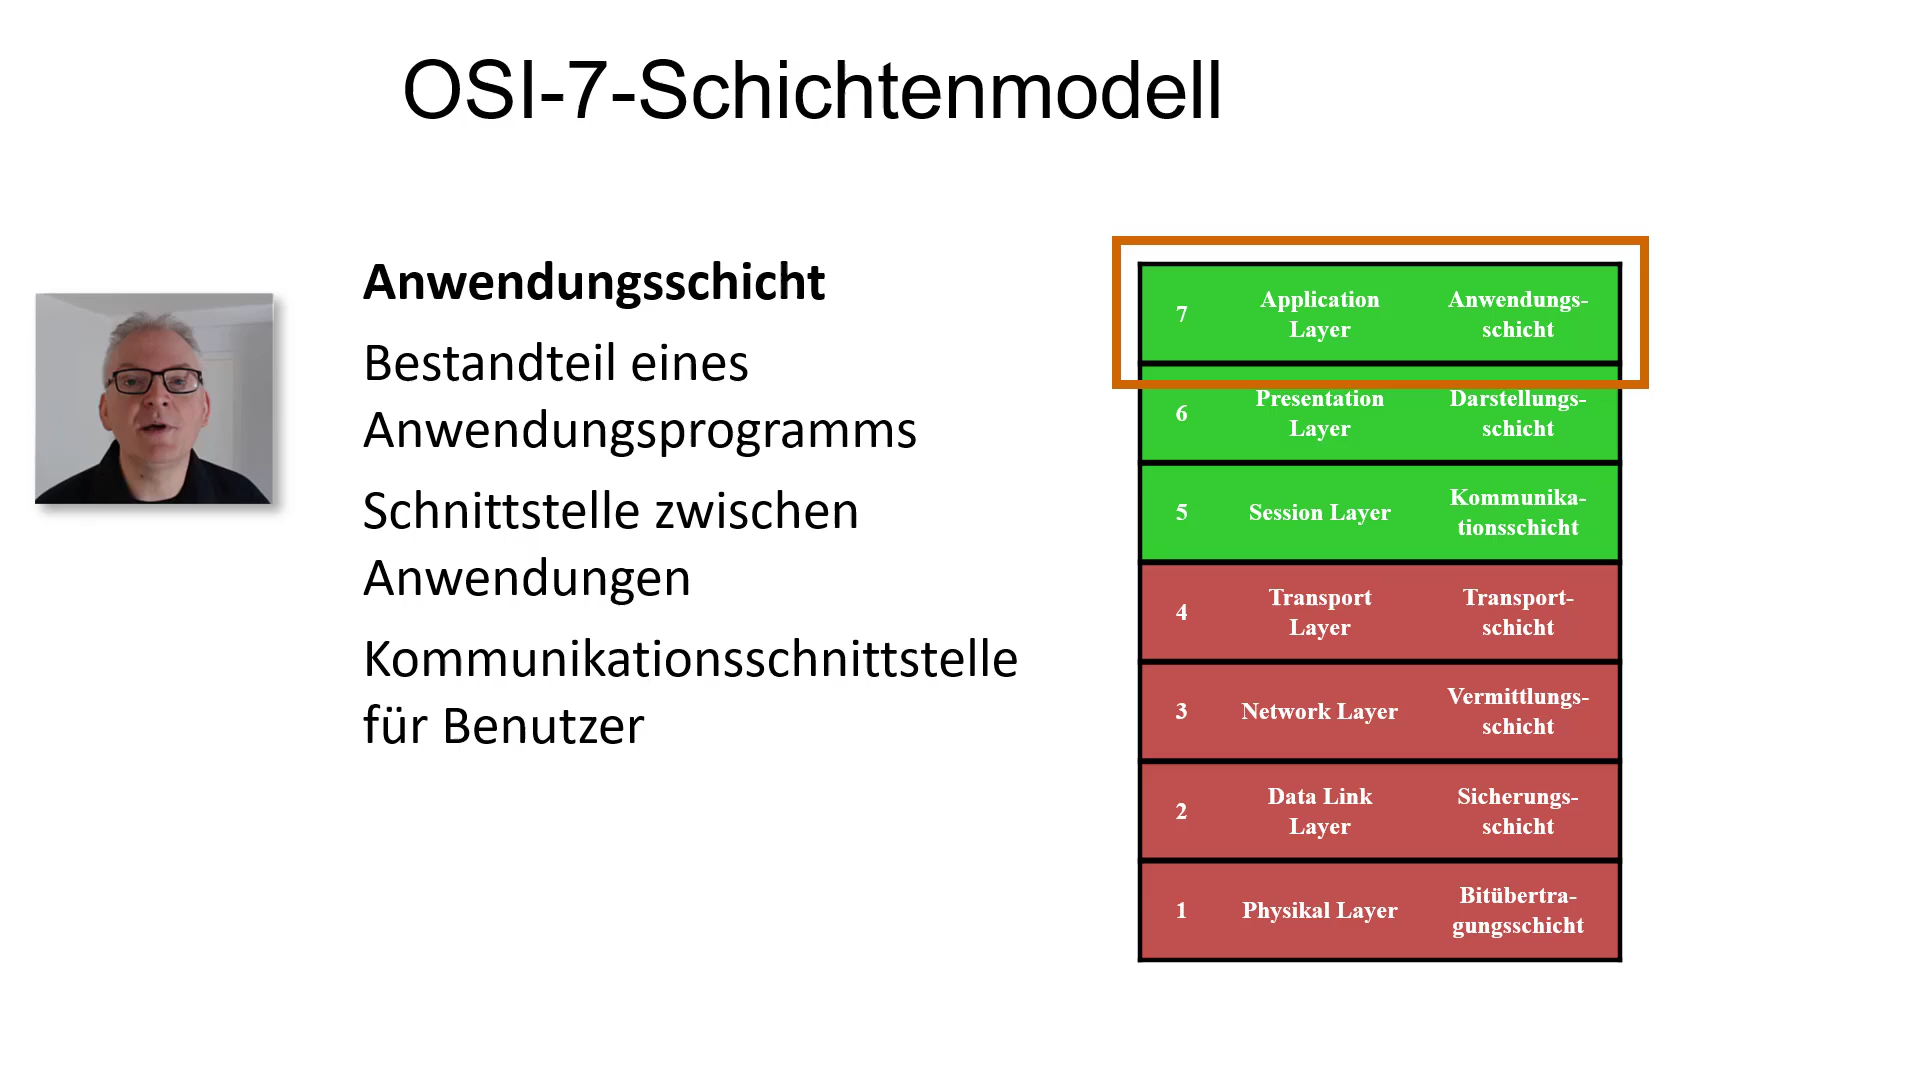 OSI-7-Schichtenmodell
Anwendungsschicht
Bestandteil eines
Anwendungsprogramms
Schnittstelle zwischen
Anwendungen
Kommunikationsschnittstelle
für Benutzer
7
Application
Layer
Anwendungs-
schicht
6
Presentation
Layer
Darstellungs-
schicht
5
Session Layer
Kommunika-
tionsschicht
4
Transport
Layer
Transport-
schicht
3
Network Layer
Vermittlungs-
schicht
2
Data Link
Layer
Sicherungs-
schicht
1
Physikal Layer
Bitübertra-
gungsschicht